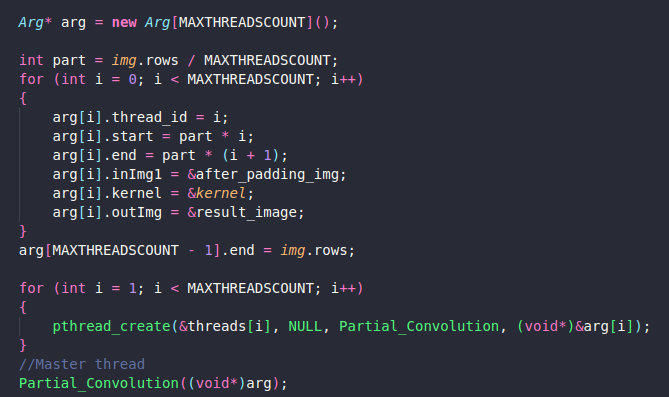 Arg* arg = new Arg[MAXTHREADSCOUNT]();

int part = img.rows / MAXTHREADSCOUNT;
for (int i = 0; i < MAXTHREADSCOUNT; i++)
{
    arg[i].thread_id = i;
    arg[i].start = part * i;
    arg[i].end = part * (i + 1);
    arg[i].inImg1 = &after_padding_img;
    arg[i].kernel = &kernel;
    arg[i].outImg = &result_image;
}
arg[MAXTHREADSCOUNT - 1].end = img.rows;

for (int i = 1; i < MAXTHREADSCOUNT; i++)
{
    pthread_create(&threads[i], NULL, Partial_Convolution, (void*)&arg[i]);
}
//Master thread
Partial_Convolution((void*)arg);